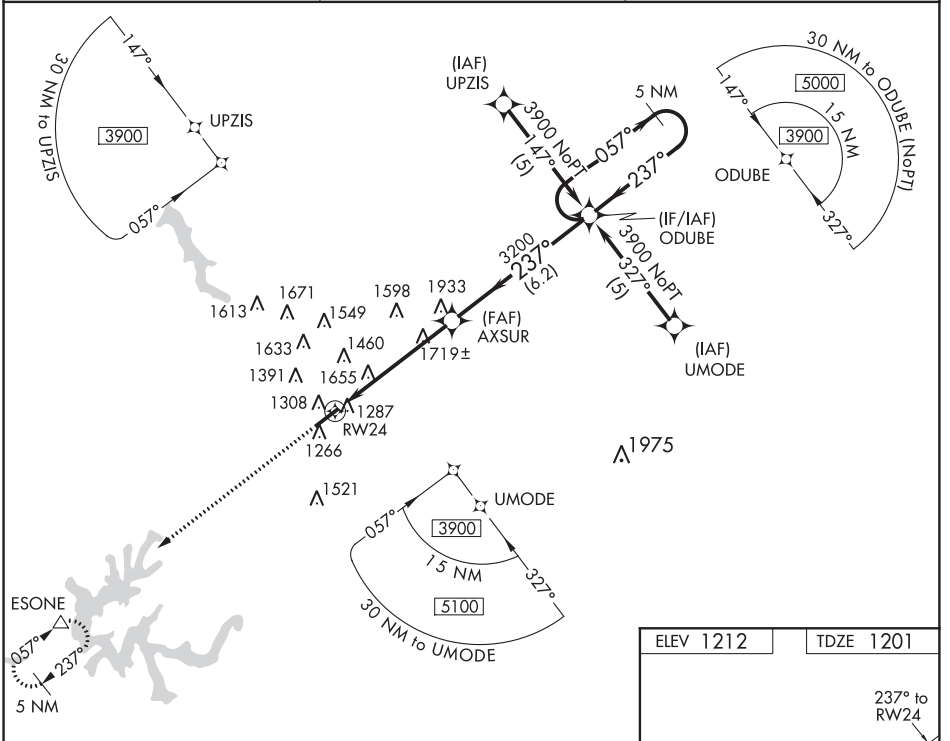 147°
30 NM to UPZIS
3900
UPZIS
057°
(IAF)
UPZIS
3900 NoPT
147°
(5)
5 NM
057°
237°
(IF/IAF)
ODUBE
3900 NoPT
327°
(5)
(IAF)
UMODE
30 NM to ODUBE (NoPT)
5000
147°
15 NM
3900
ODUBE
327°
3200
237°
(6.2)
1613
1671
1549
1598
1933
(FAF)
AXSUR
1633
1460
1719±
1391
1655
1308
1287
RW24
1266
1521
1975
UMODE
057°
3900
15 NM
327°
5100
30 NM to UMODE
ESONE
057°
237°
5 NM
ELEV 1212
TDZE 1201
237° to
RW24